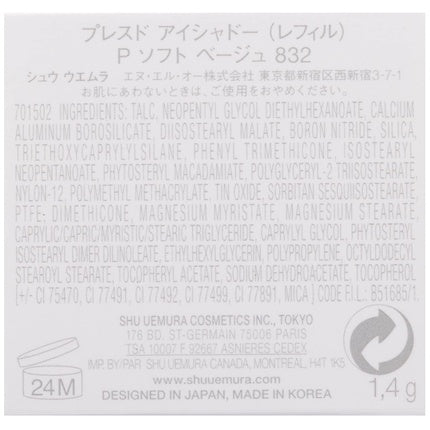 プレスド アイシャドー (レフィル)
P ソフト ベージュ 832
シュウ ウエムラ エヌ・エル・オー株式会社 東京都新宿区西新宿3-7-1
お肌にあわないときは、ご使用をおやめください。
701502 INGREDIENTS: TALC, NEOPENTYL GLYCOL DIETHYLHEXANOATE, CALCIUM
ALUMINUM BOROSILICATE, DIISOSTEARYL MALATE, BORON NITRIDE, SILICA,
TRIETHOXYCAPRYLYLSILANE, PHENYL TRIMETHICONE, ISOSTEARYL
NEOPENTANOATE, PHYTOSTERYL MACADAMIATE, POLYGLYCERYL-2 TRIISOSTEARATE,
NYLON-12, POLYMETHYL METHACRYLATE, TIN OXIDE, SORBITAN SESQUIISOSTEARATE,
PTFE, DIMETHICONE, MAGNESIUM MYRISTATE, MAGNESIUM STEARATE,
CAPRYLIC/CAPRIC/MYRISTIC/STEARIC TRIGLYCERIDE, CAPRYLYL GLYCOL, PHYTOSTERYL
ISOSTEARYL DIMER DILINOLEATE, ETHYLHEXYLGLYCERIN, POLYPROPYLENE, OCTYLDODECYL
STEAROYL STEARATE, TOCOPHERYL ACETATE, SODIUM DEHYDROACETATE, TOCOPHEROL
[+/- CI 75470, CI 77491, CI 77492, CI 77499, CI 77891, MICA ] CODE F.I.L.: B51685/1
SHU UEMURA COSMETICS INC., TOKYO
176 BD. ST-GERMAIN 75006 PARIS
TSA 10007 F 92667 ASNIERES CEDEX
IMP. BY/PAR SHU UEMURA CANADA, MONTREAL, H4T 1K5
www.shuuemura.com
DESIGNED IN JAPAN, MADE IN KOREA
24M
1,4 g